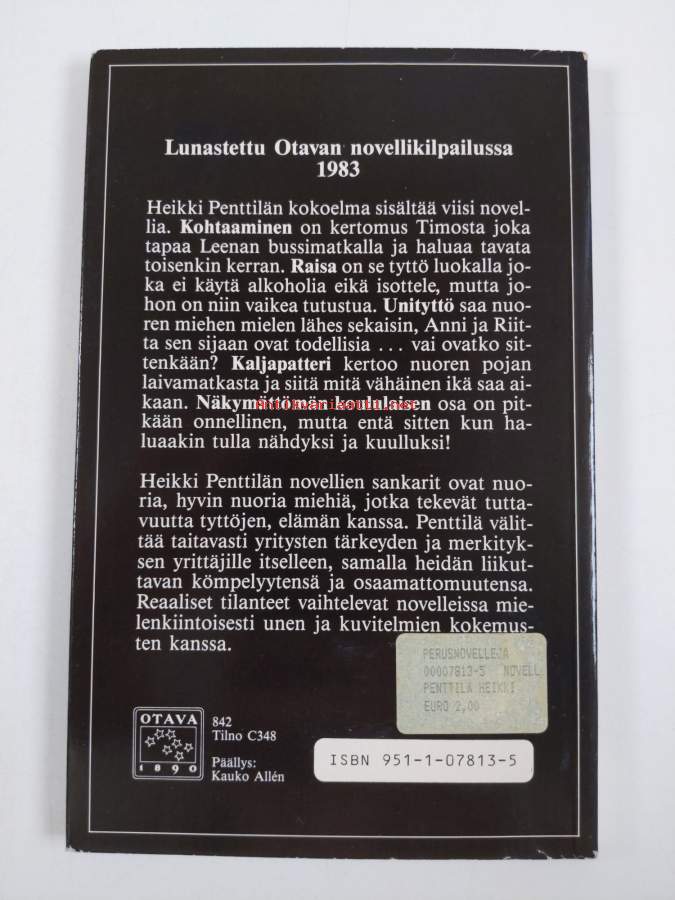 Lunastettu Otavan novellikilpailussa
1983
Heikki Penttilän kokoelma sisältää viisi novel-
lia. Kohtaaminen on kertomus Timosta joka
tapaa Leenan bussimatkalla ja haluaa tavata
toisenkin kerran. Raisa on se tyttö luokalla jo-
ka ei käytä alkoholia eikä isottele, mutta jo-
hon on niin vaikea tutustua. Unityttö saa nuo-
ren miehen mielen lähes sekaisin, Anni ja Riit-
ta sen sijaan ovat todellisia . . . vai ovatko sit-
tenkään? Kaljapatteri kertoo nuoren pojan
laivamatkasta ja siitä mitä vähäinen ikä saa ai-
kaan. Näkymättömän joululaisen osa on pit-
Antikvariaatti.net
kään onnellinen, mutta entä sitten kun ha-
luaakin tulla nähdyksi ja kuulluksi!
Heikki Penttilän novellien sankarit ovat nuo-
ria, hyvin nuoria miehiä, jotka tekevät tutta-
vuutta tyttöjen, elämän kanssa. Penttilä välit-
tää taitavasti yritysten tärkeyden ja merkityk-
sen yrittäjille itselleen, samalla heidän liikut-
tavan kömpelyytensä ja osaamattomuutensa.
Reaaliset tilanteet vaihtelevat novelleissa mie-
lenkiintoisesti unen ja kuvitelmien kokemus-
ten kanssa.
PERUSNOVELLEJA
00007813-5 NOVELL
PENTTILÄ HEIKKI
EURO 2,00
OTAVA
1890
842
Tilno C348
Päällys:
Kauko Allén
ISBN 951-1-07813-5